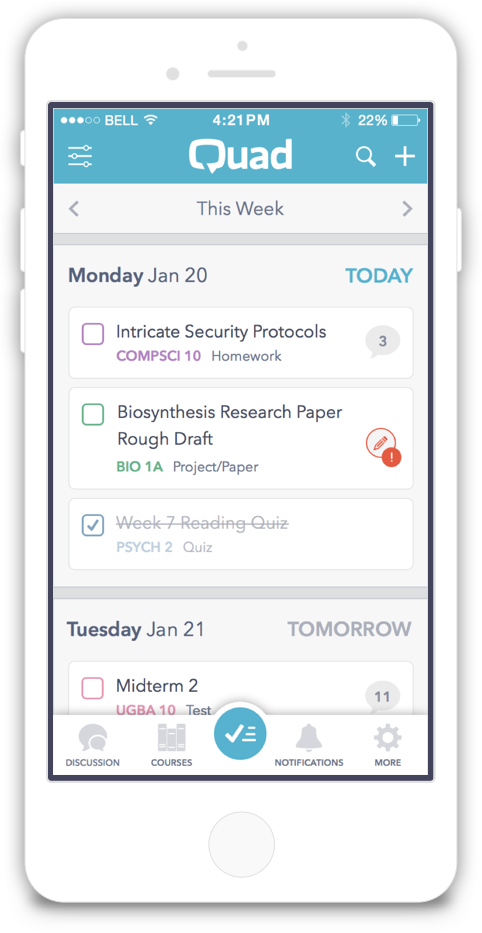 BELL 4:21PM 22%
Quad
This Week
Monday Jan 20 TODAY
Intricate Security Protocols
COMPSCI 10 Homework
3
Biosynthesis Research Paper
Rough Draft
BIO 1A Project/Paper
!
Week 7 Reading Quiz
PSYCH 2 Quiz
Tuesday Jan 21 TOMORROW
Midterm 2
UGBA 10 Test
11
DISCUSSION COURSES NOTIFICATIONS MORE